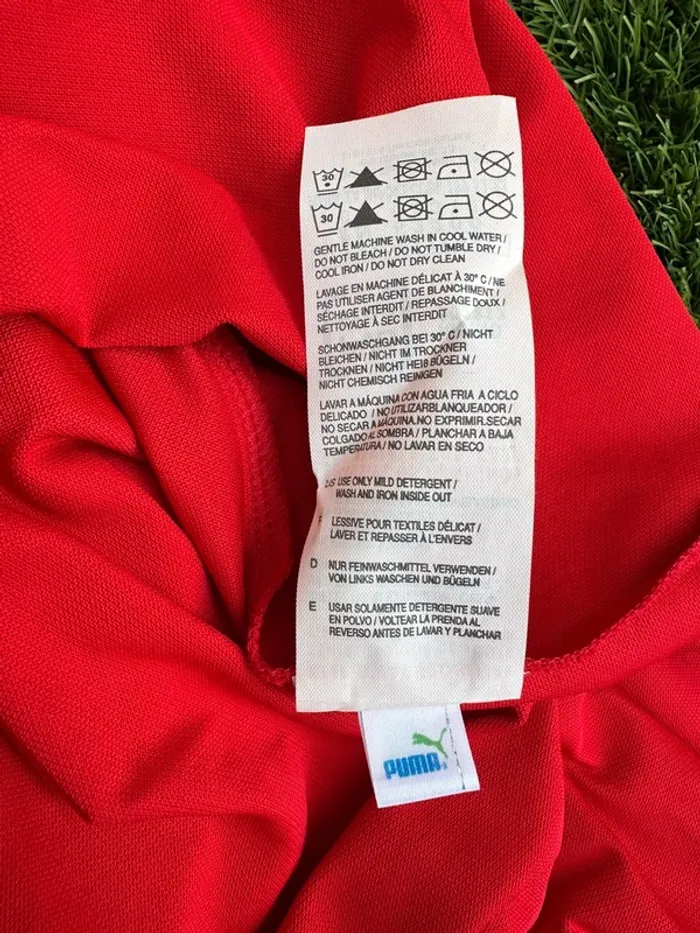 30
30
GENTLE MACHINE WASH IN COOL WATER /
DO NOT BLEACH / DO NOT TUMBLE DRY /
COOL IRON / DO NOT DRY CLEAN
LAVAGE EN MACHINE DÉLICAT À 30° C / NE
PAS UTILISER AGENT DE BLANCHIMENT /
SÉCHAGE INTERDIT / REPASSAGE DOUX /
NETTOYAGE À SEC INTERDIT
SCHONWASCHGANG BEI 30° C / NICHT
BLEICHEN / NICHT IM TROCKNER
TROCKNEN / NICHT HEIß BÜGELN /
NICHT CHEMISCH REINIGEN
LAVAR A MÁQUINA CON AGUA FRIA A CICLO
DELICADO / NO UTILIZARBLANQUEADOR /
NO SECAR A MÁQUINA.NO EXPRIMIR.SECAR
COLGADO AL SOMBRA / PLANCHAR A BAJA
TEMPERATURA / NO LAVAR EN SECO
USE ONLY MILD DETERGENT /
WASH AND IRON INSIDE OUT
F LESSIVE POUR TEXTILES DÉLICAT /
LAVER ET REPASSER À L'ENVERS
D NUR FEINWASCHMITTEL VERWENDEN /
VON LINKS WASCHEN UND BÜGELN
E USAR SOLAMENTE DETERGENTE SUAVE
EN POLVO / VOLTEAR LA PRENDA AL
REVERSO ANTES DE LAVAR Y PLANCHAR
PUMA